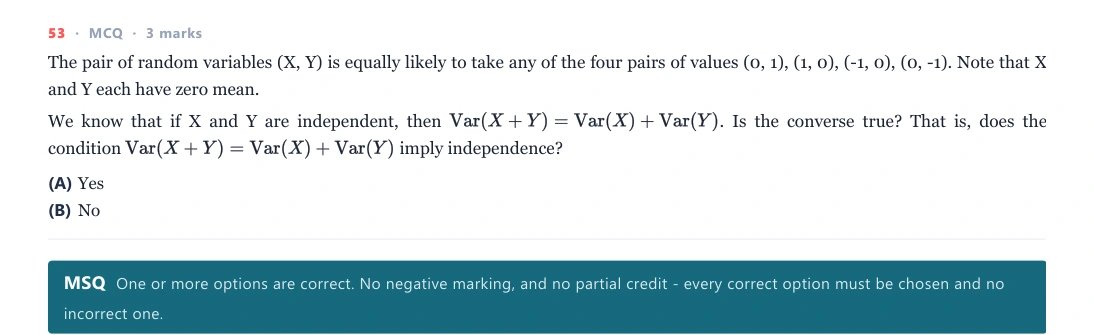 53 · MCQ · 3 marks
The pair of random variables (X, Y) is equally likely to take any of the four pairs of values (0, 1), (1, 0), (-1, 0), (0, -1). Note that X
and Y each have zero mean.
We know that if X and Y are independent, then Var(X + Y) = Var(X) + Var(Y). Is the converse true? That is, does the
condition Var(X + Y) = Var(X) + Var(Y) imply independence?
(A) Yes
(B) No
MSQ One or more options are correct. No negative marking, and no partial credit - every correct option must be chosen and no
incorrect one.